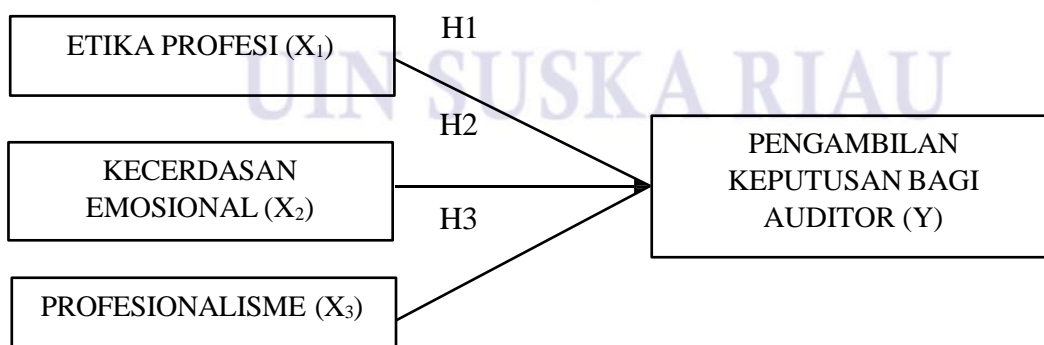 H1
ETIKA PROFESI (X₁)
UIN SUSKA RIAU
H2
KECERDASAN
EMOSIONAL (X₂)
PENGAMBILAN
KEPUTUSAN BAGI
AUDITOR (Y)
H3
PROFESIONALISME (X₃)